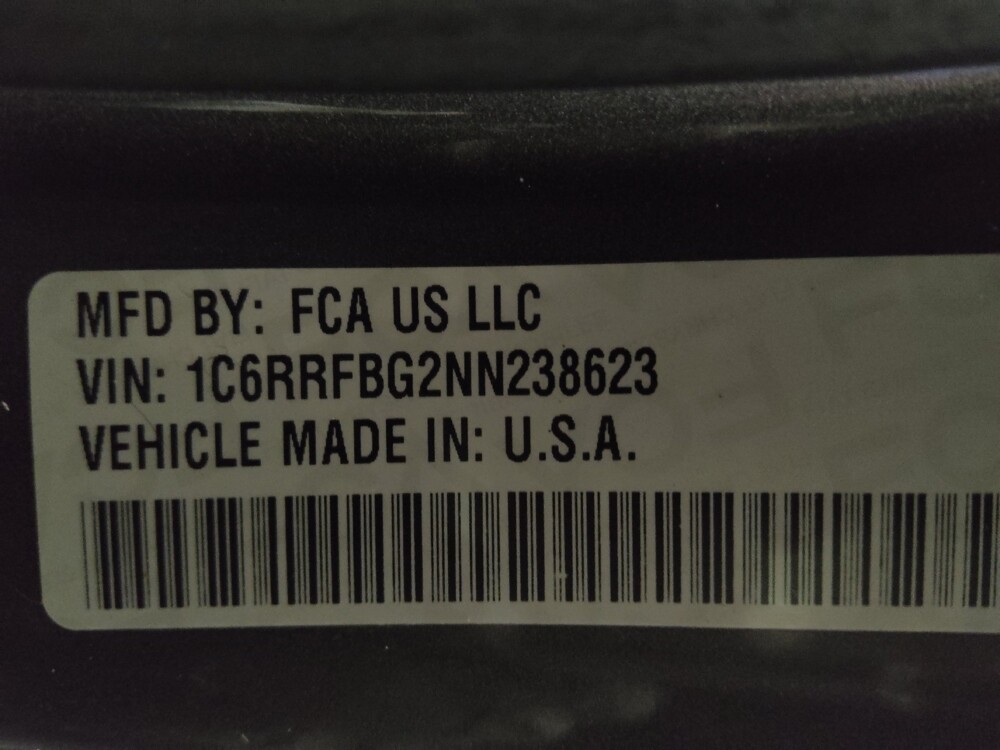 MFD BY: FCA US LLC
VIN: 1C6RRFBG2NN238623
VEHICLE MADE IN: U.S.A.